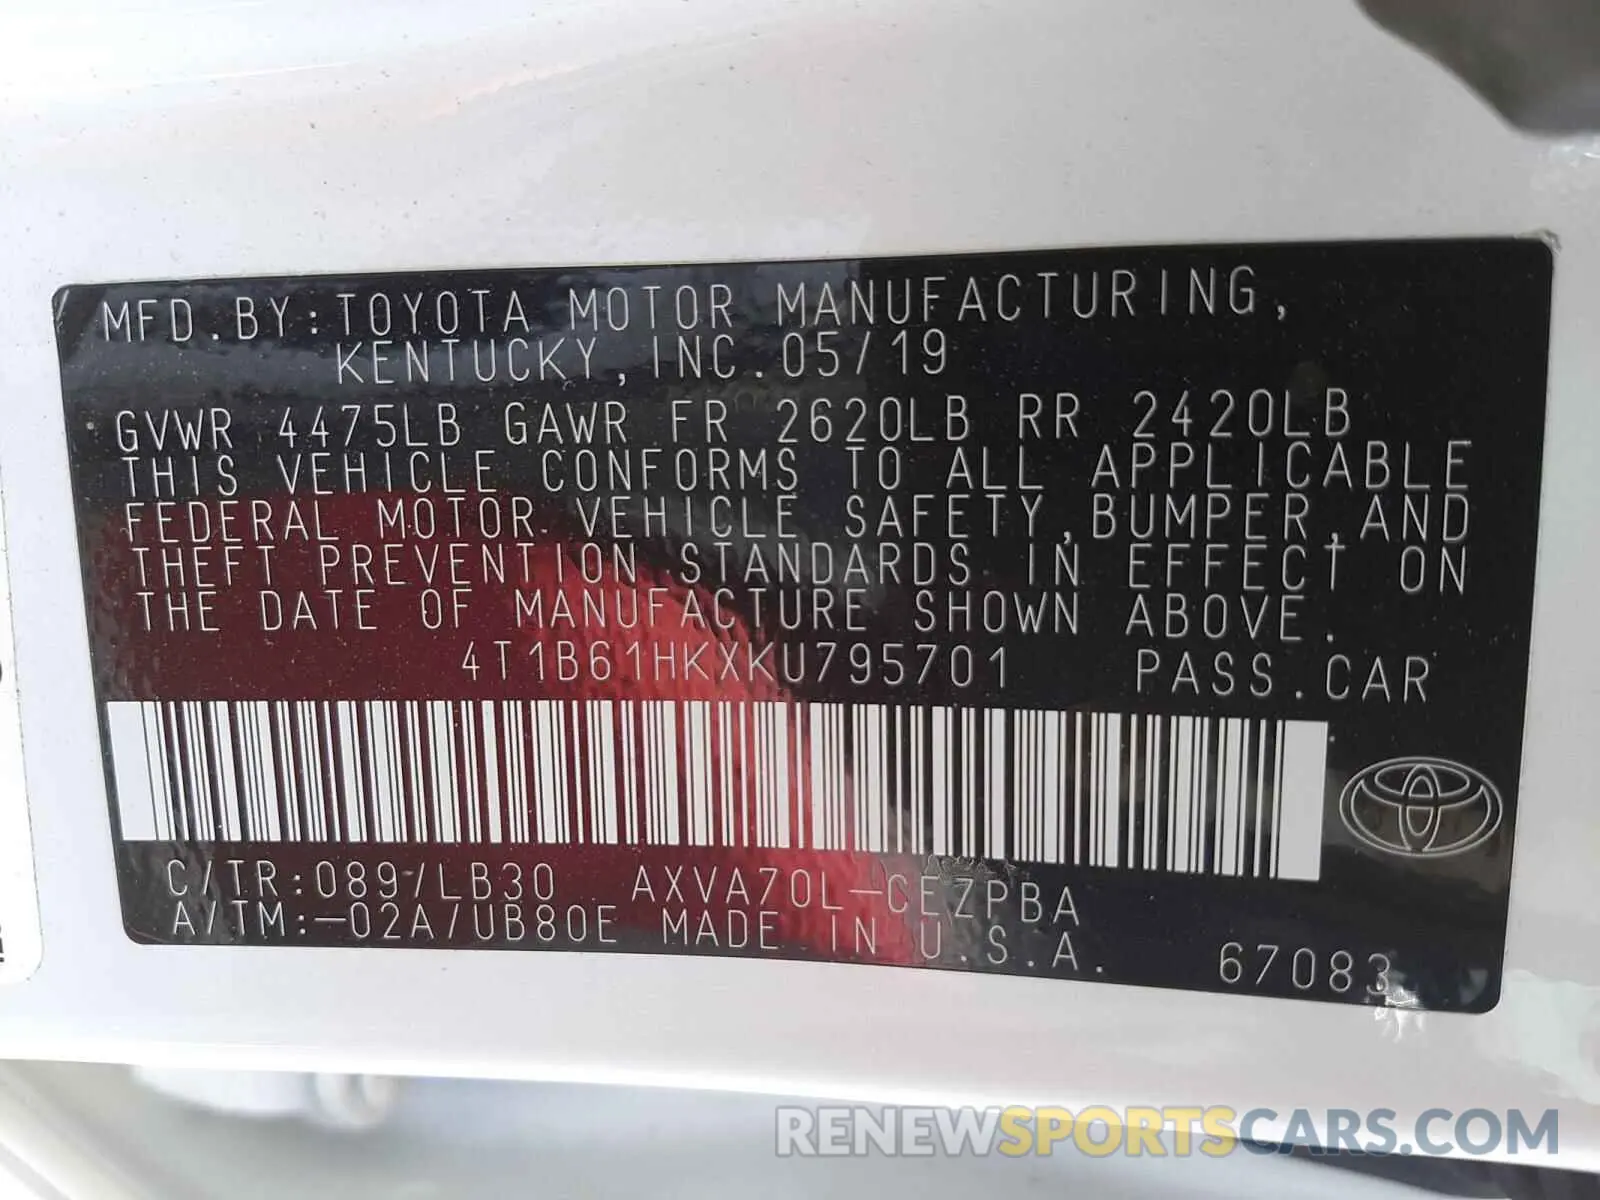 MFD.BY:TOYOTA MOTOR MANUFACTURING,
KENTUCKY,INC.05/19
GVWR 4475LB GAWR FR 2620LB RR 2420LB
THIS VEHICLE CONFORMS TO ALL APPLICABLE
FEDERAL MOTOR VEHICLE SAFETY,BUMPER,AND
THEFT PREVENTION STANDARDS IN EFFECT ON
THE DATE OF MANUFACTURE SHOWN ABOVE.
4T1B61HKXKU795701 PASS.CAR
C/TR:089/LB30 AXVA70L-CEZPBA
A/TM:-02A/UB80E MADE IN U.S.A. 67083
RENEWSPORTSCARS.COM